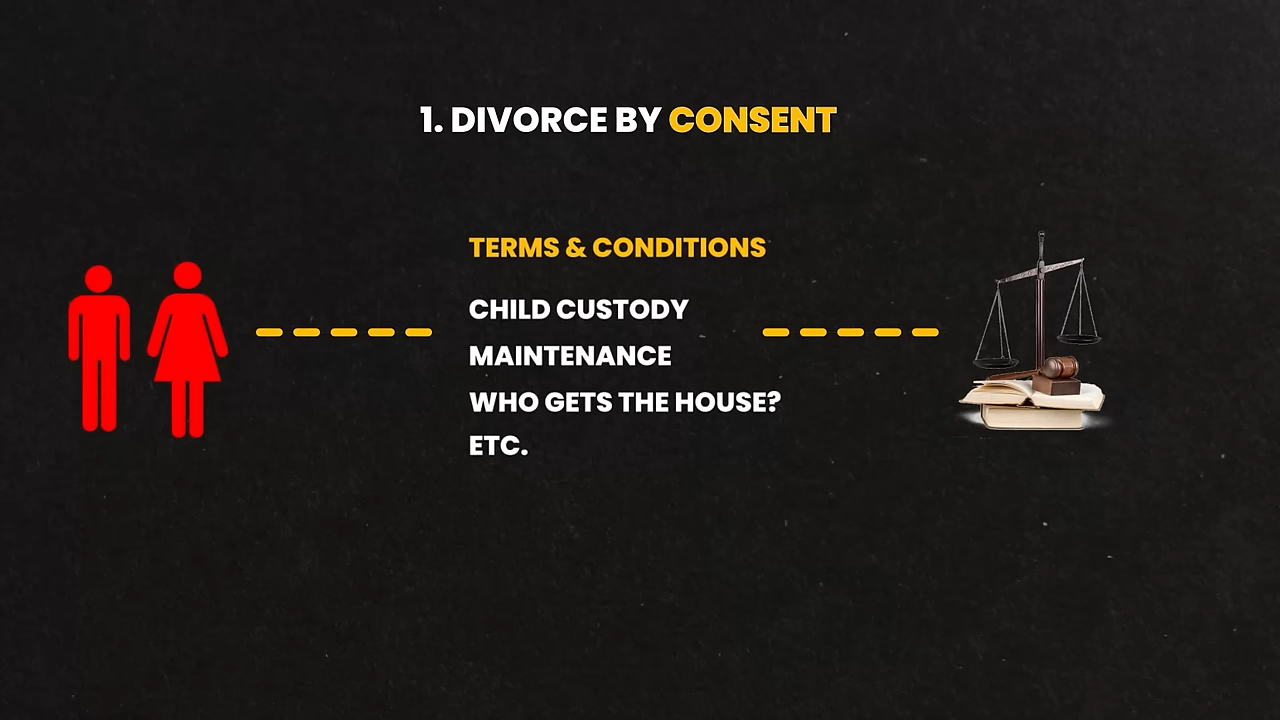 1. DIVORCE BY CONSENT
TERMS & CONDITIONS
CHILD CUSTODY
MAINTENANCE
WHO GETS THE HOUSE?
ETC.